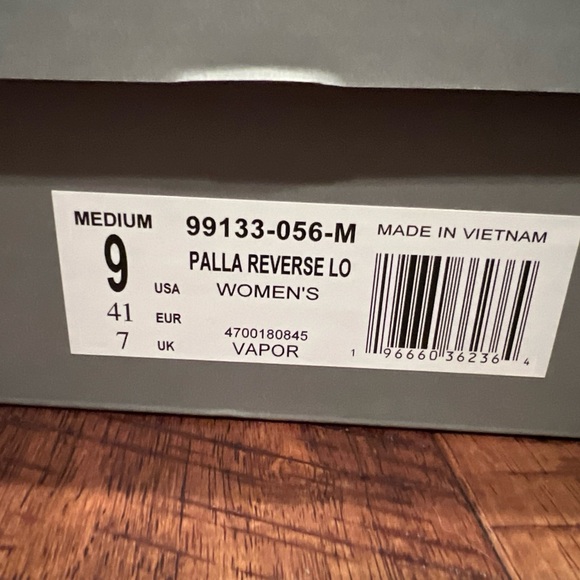 MEDIUM
9 USA
41 EUR
7 UK
99133-056-M
PALLA REVERSE LO
WOMEN'S
4700180845
VAPOR
MADE IN VIETNAM
1 96660 36236 4